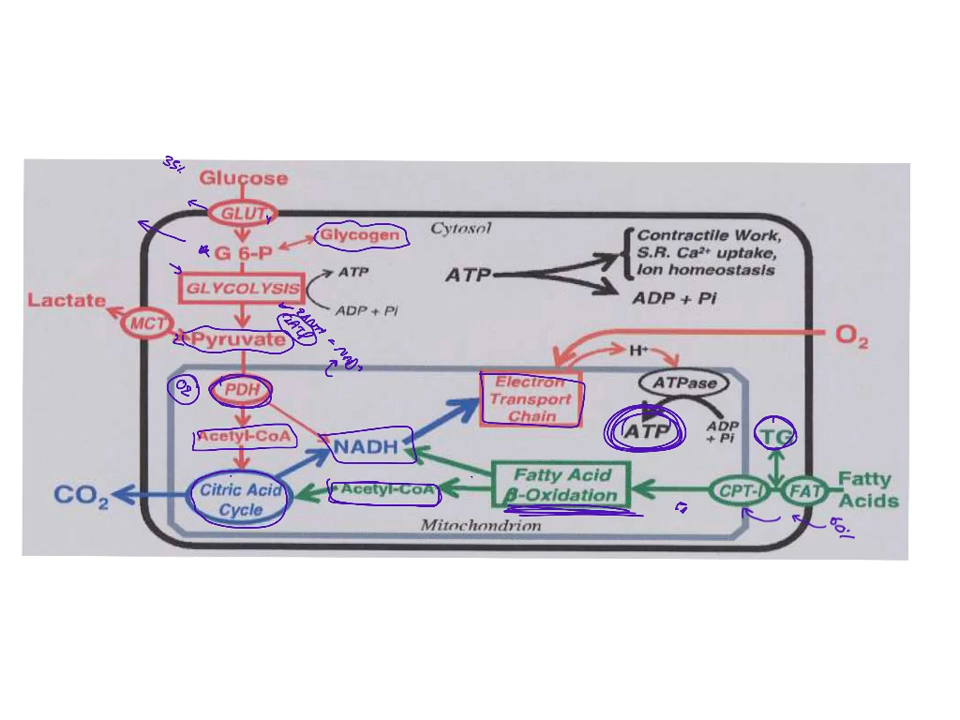 35%
Glucose
GLUT
Cytosol
G 6-P
Glycogen
GLYCOLYSIS
ATP
ADP + Pi
ATP
Contractile Work,
S.R. Ca²⁺ uptake,
Ion homeostasis
ADP + Pi
Lactate
MCT
Pyruvate
2ATP
O₂
H⁺
O2
PDH
Electron
Transport
Chain
ATPase
ATP
ADP
+ Pi
Acetyl-CoA
NADH
TG
CO₂
Citric Acid
Cycle
Acetyl-CoA
Fatty Acid
β-Oxidation
CPT-I
FAT
Fatty
Acids
Mitochondrion
60%